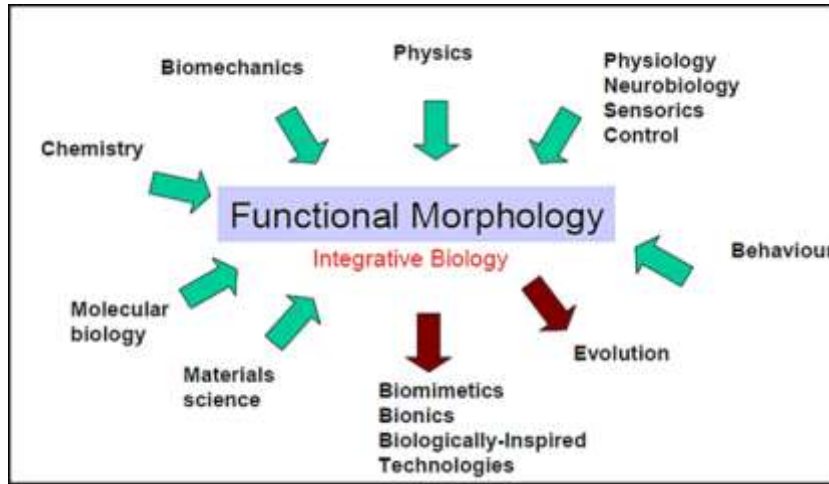 Physics
Biomechanics
Physiology
Neurobiology
Sensorics
Control
Chemistry
Functional Morphology
Integrative Biology
Behaviour
Molecular
biology
Materials
science
Evolution
Biomimetics
Bionics
Biologically-Inspired
Technologies